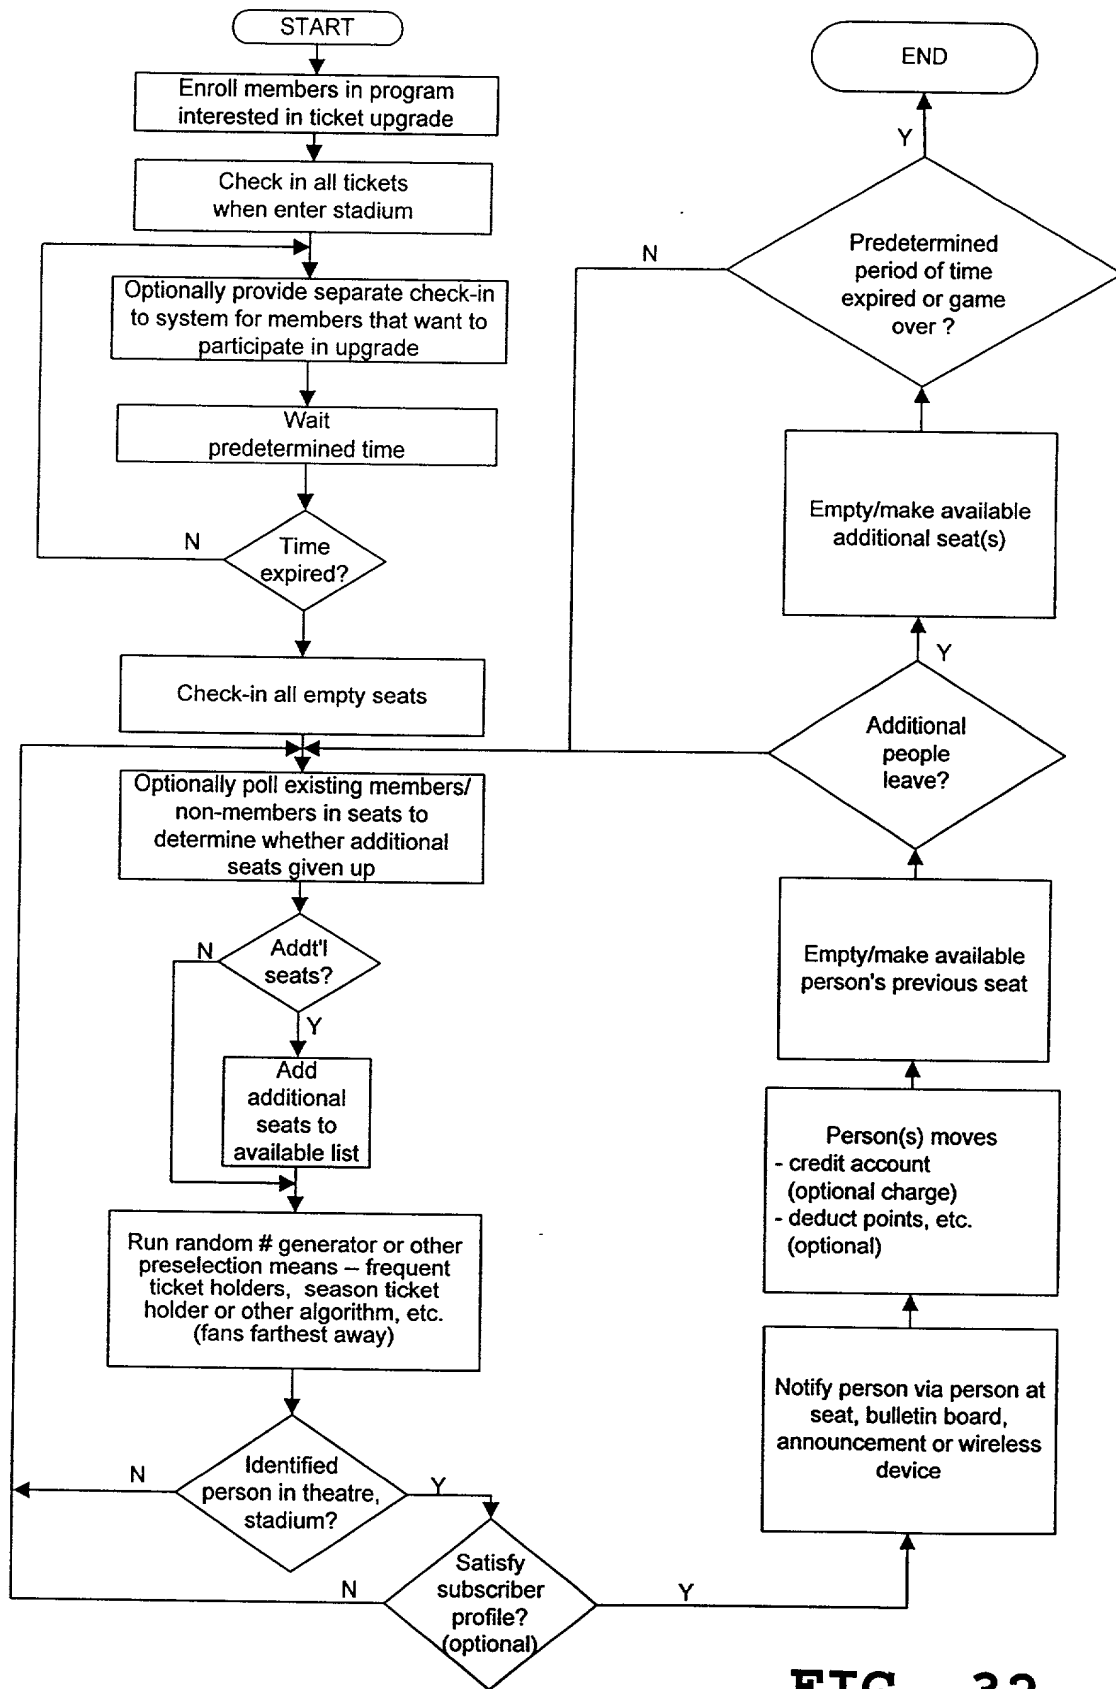 START
Enroll members in program
interested in ticket upgrade
Check in all tickets
when enter stadium
Optionally provide separate check-in
to system for members that want to
participate in upgrade
Wait
predetermined time
N
Time
expired?
Check-in all empty seats
Optionally poll existing members/
non-members in seats to
determine whether additional
seats given up
N
Addt'l
seats?
Y
Add
additional
seats to
available list
Run random # generator or other
preselection means – frequent
ticket holders, season ticket
holder or other algorithm, etc.
(fans farthest away)
N
Identified
person in theatre,
stadium?
Y
N
Satisfy
subscriber
profile?
(optional)
Y
Notify person via person at
seat, bulletin board,
announcement or wireless
device
Person(s) moves
- credit account
(optional charge)
- deduct points, etc.
(optional)
Empty/make available
person's previous seat
Additional
people
leave?
Y
Empty/make available
additional seat(s)
Predetermined
period of time
expired or game
over ?
N
Y
END
FIG. 32